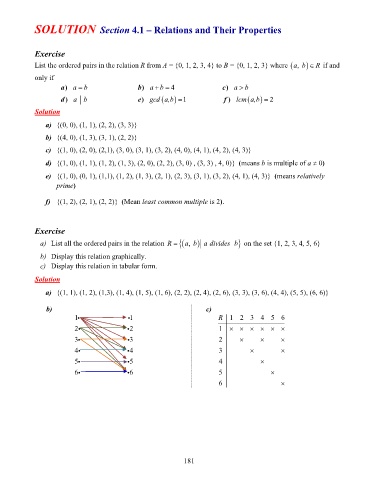 SOLUTION Section 4.1 – Relations and Their Properties
Exercise
List the ordered pairs in the relation R from A = {0, 1, 2, 3, 4} to B = {0, 1, 2, 3} where (a, b) ∈ R if and
only if
a) a = b b) a + b = 4 c) a > b
d) a | b e) gcd(a, b) = 1 f) lcm(a, b) = 2
Solution
a) {(0, 0), (1, 1), (2, 2), (3, 3)}
b) {(4, 0), (1, 3), (3, 1), (2, 2)}
c) {(1, 0), (2, 0), (2,1), (3, 0), (3, 1), (3, 2), (4, 0), (4, 1), (4, 2), (4, 3)}
d) {(1, 0), (1, 1), (1, 2), (1, 3), (2, 0), (2, 2), (3, 0) , (3, 3) , 4, 0)} (means b is multiple of a ≠ 0)
e) {(1, 0), (0, 1), (1,1), (1, 2), (1, 3), (2, 1), (2, 3), (3, 1), (3, 2), (4, 1), (4, 3)} (means relatively
prime)
f) {(1, 2), (2, 1), (2, 2)} (Mean least common multiple is 2).
Exercise
a) List all the ordered pairs in the relation R = {(a, b)| a divides b} on the set {1, 2, 3, 4, 5, 6}
b) Display this relation graphically.
c) Display this relation in tabular form.
Solution
a) {(1, 1), (1, 2), (1,3), (1, 4), (1, 5), (1, 6), (2, 2), (2, 4), (2, 6), (3, 3), (3, 6), (4, 4), (5, 5), (6, 6)}
b) c)
1• •1 R 1 2 3 4 5 6
2• •2 1 × × × × × ×
3• •3 2 × × ×
4• •4 3 × ×
5• •5 4 ×
6• •6 5 ×
6 ×
181